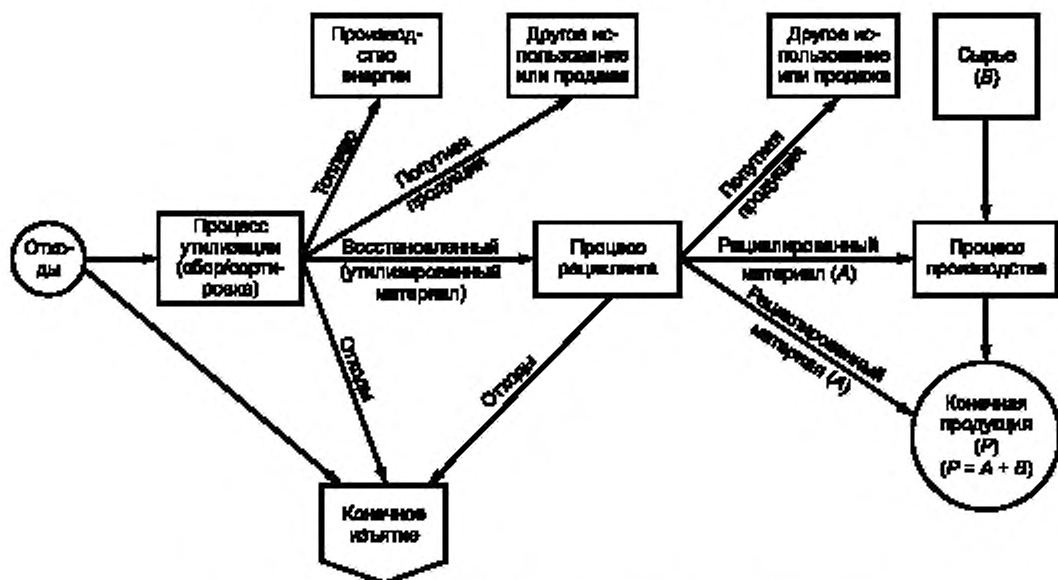 Производ-
ство
энергии
Другое ис-
пользование
или продажа
Другое ис-
пользование
или продажа
Сырье
(B)
Топливо
Попутная
продукция
Попутная
продукция
Отхо-
ды
Процесс
утилизации
(сбор/сорти-
ровка)
Восстановленный
(утилизированный
материал)
Процесс
рециклинга
Рециклированный
материал (A)
Процесс
производства
Рециклированный
материал (A)
Отходы
Отходы
Конечная
продукция
(P)
(P = A + B)
Конечное
изъятие